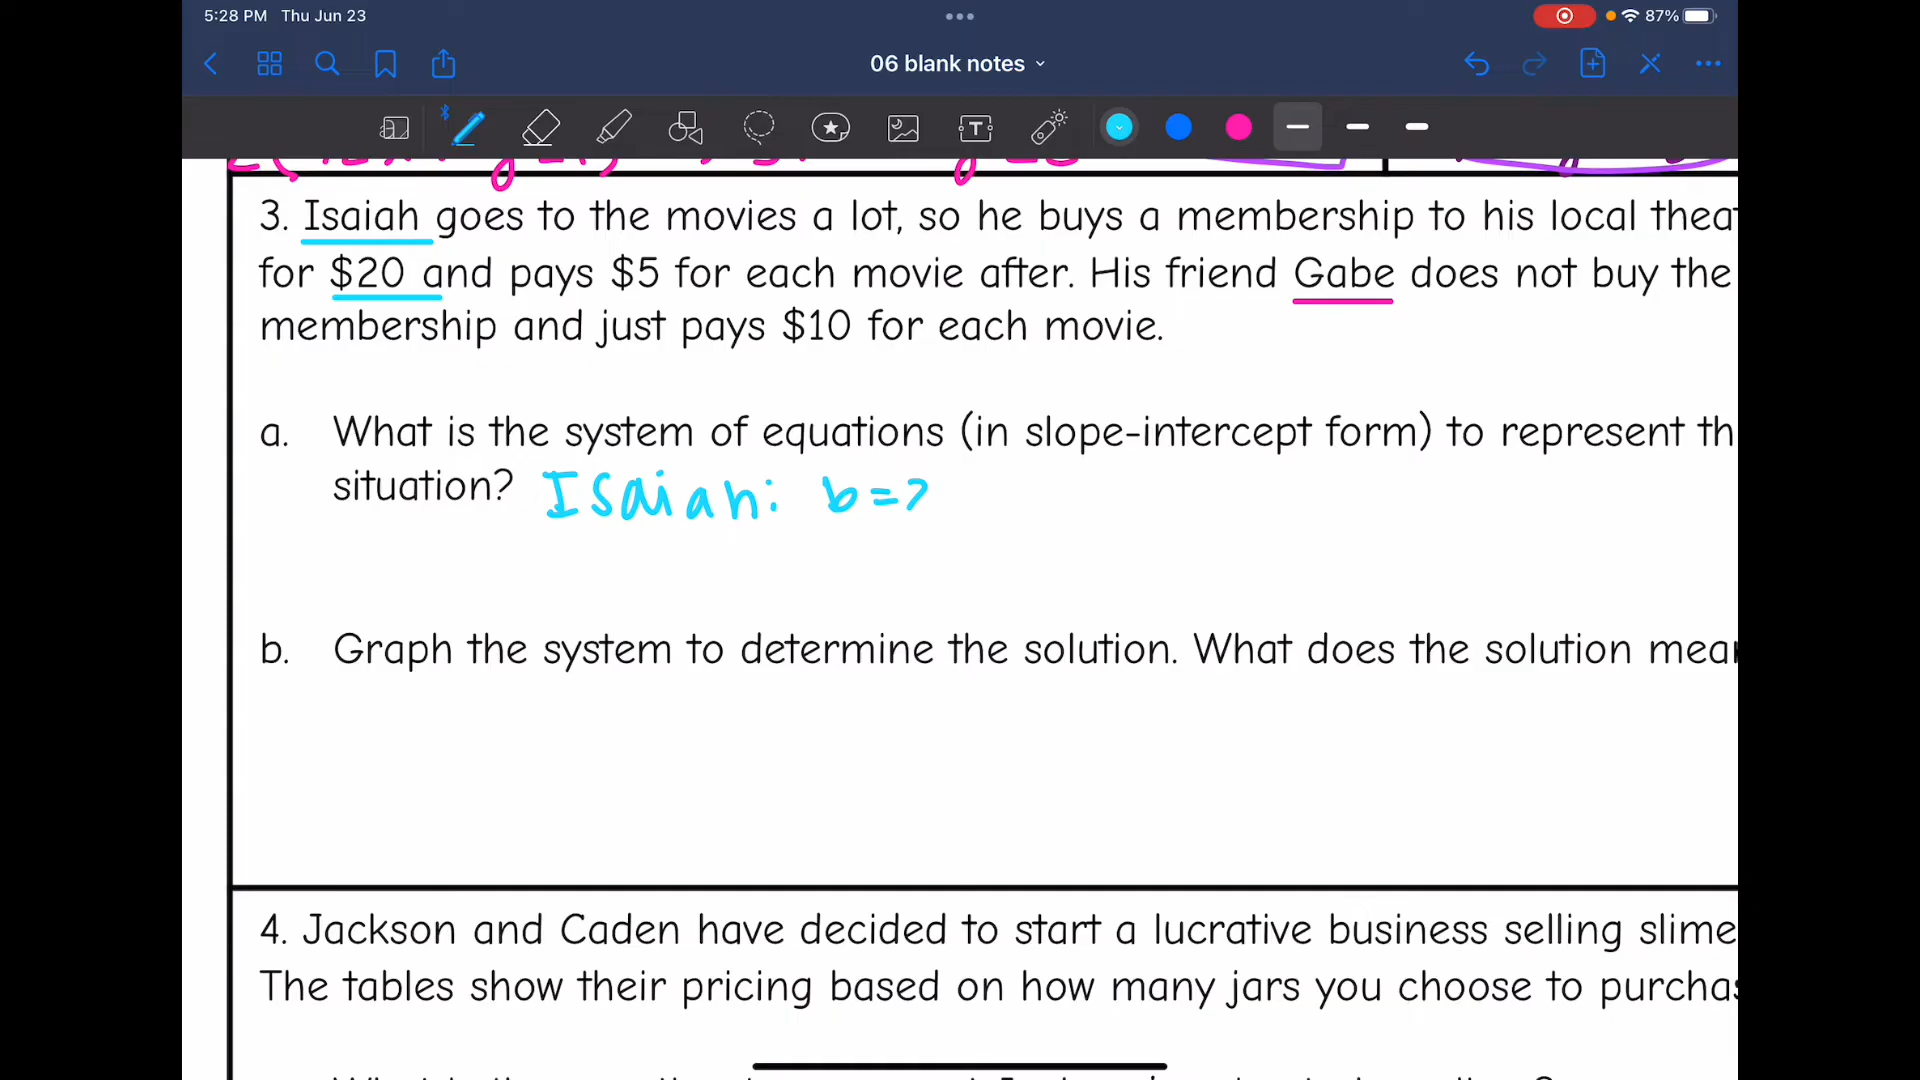 5:28 PM Thu Jun 23
87%
06 blank notes
3. Isaiah goes to the movies a lot, so he buys a membership to his local thea
for $20 and pays $5 for each movie after. His friend Gabe does not buy the
membership and just pays $10 for each movie.
a. What is the system of equations (in slope-intercept form) to represent th
situation? Isaiah: b=2
b. Graph the system to determine the solution. What does the solution mea
4. Jackson and Caden have decided to start a lucrative business selling slime
The tables show their pricing based on how many jars you choose to purcha